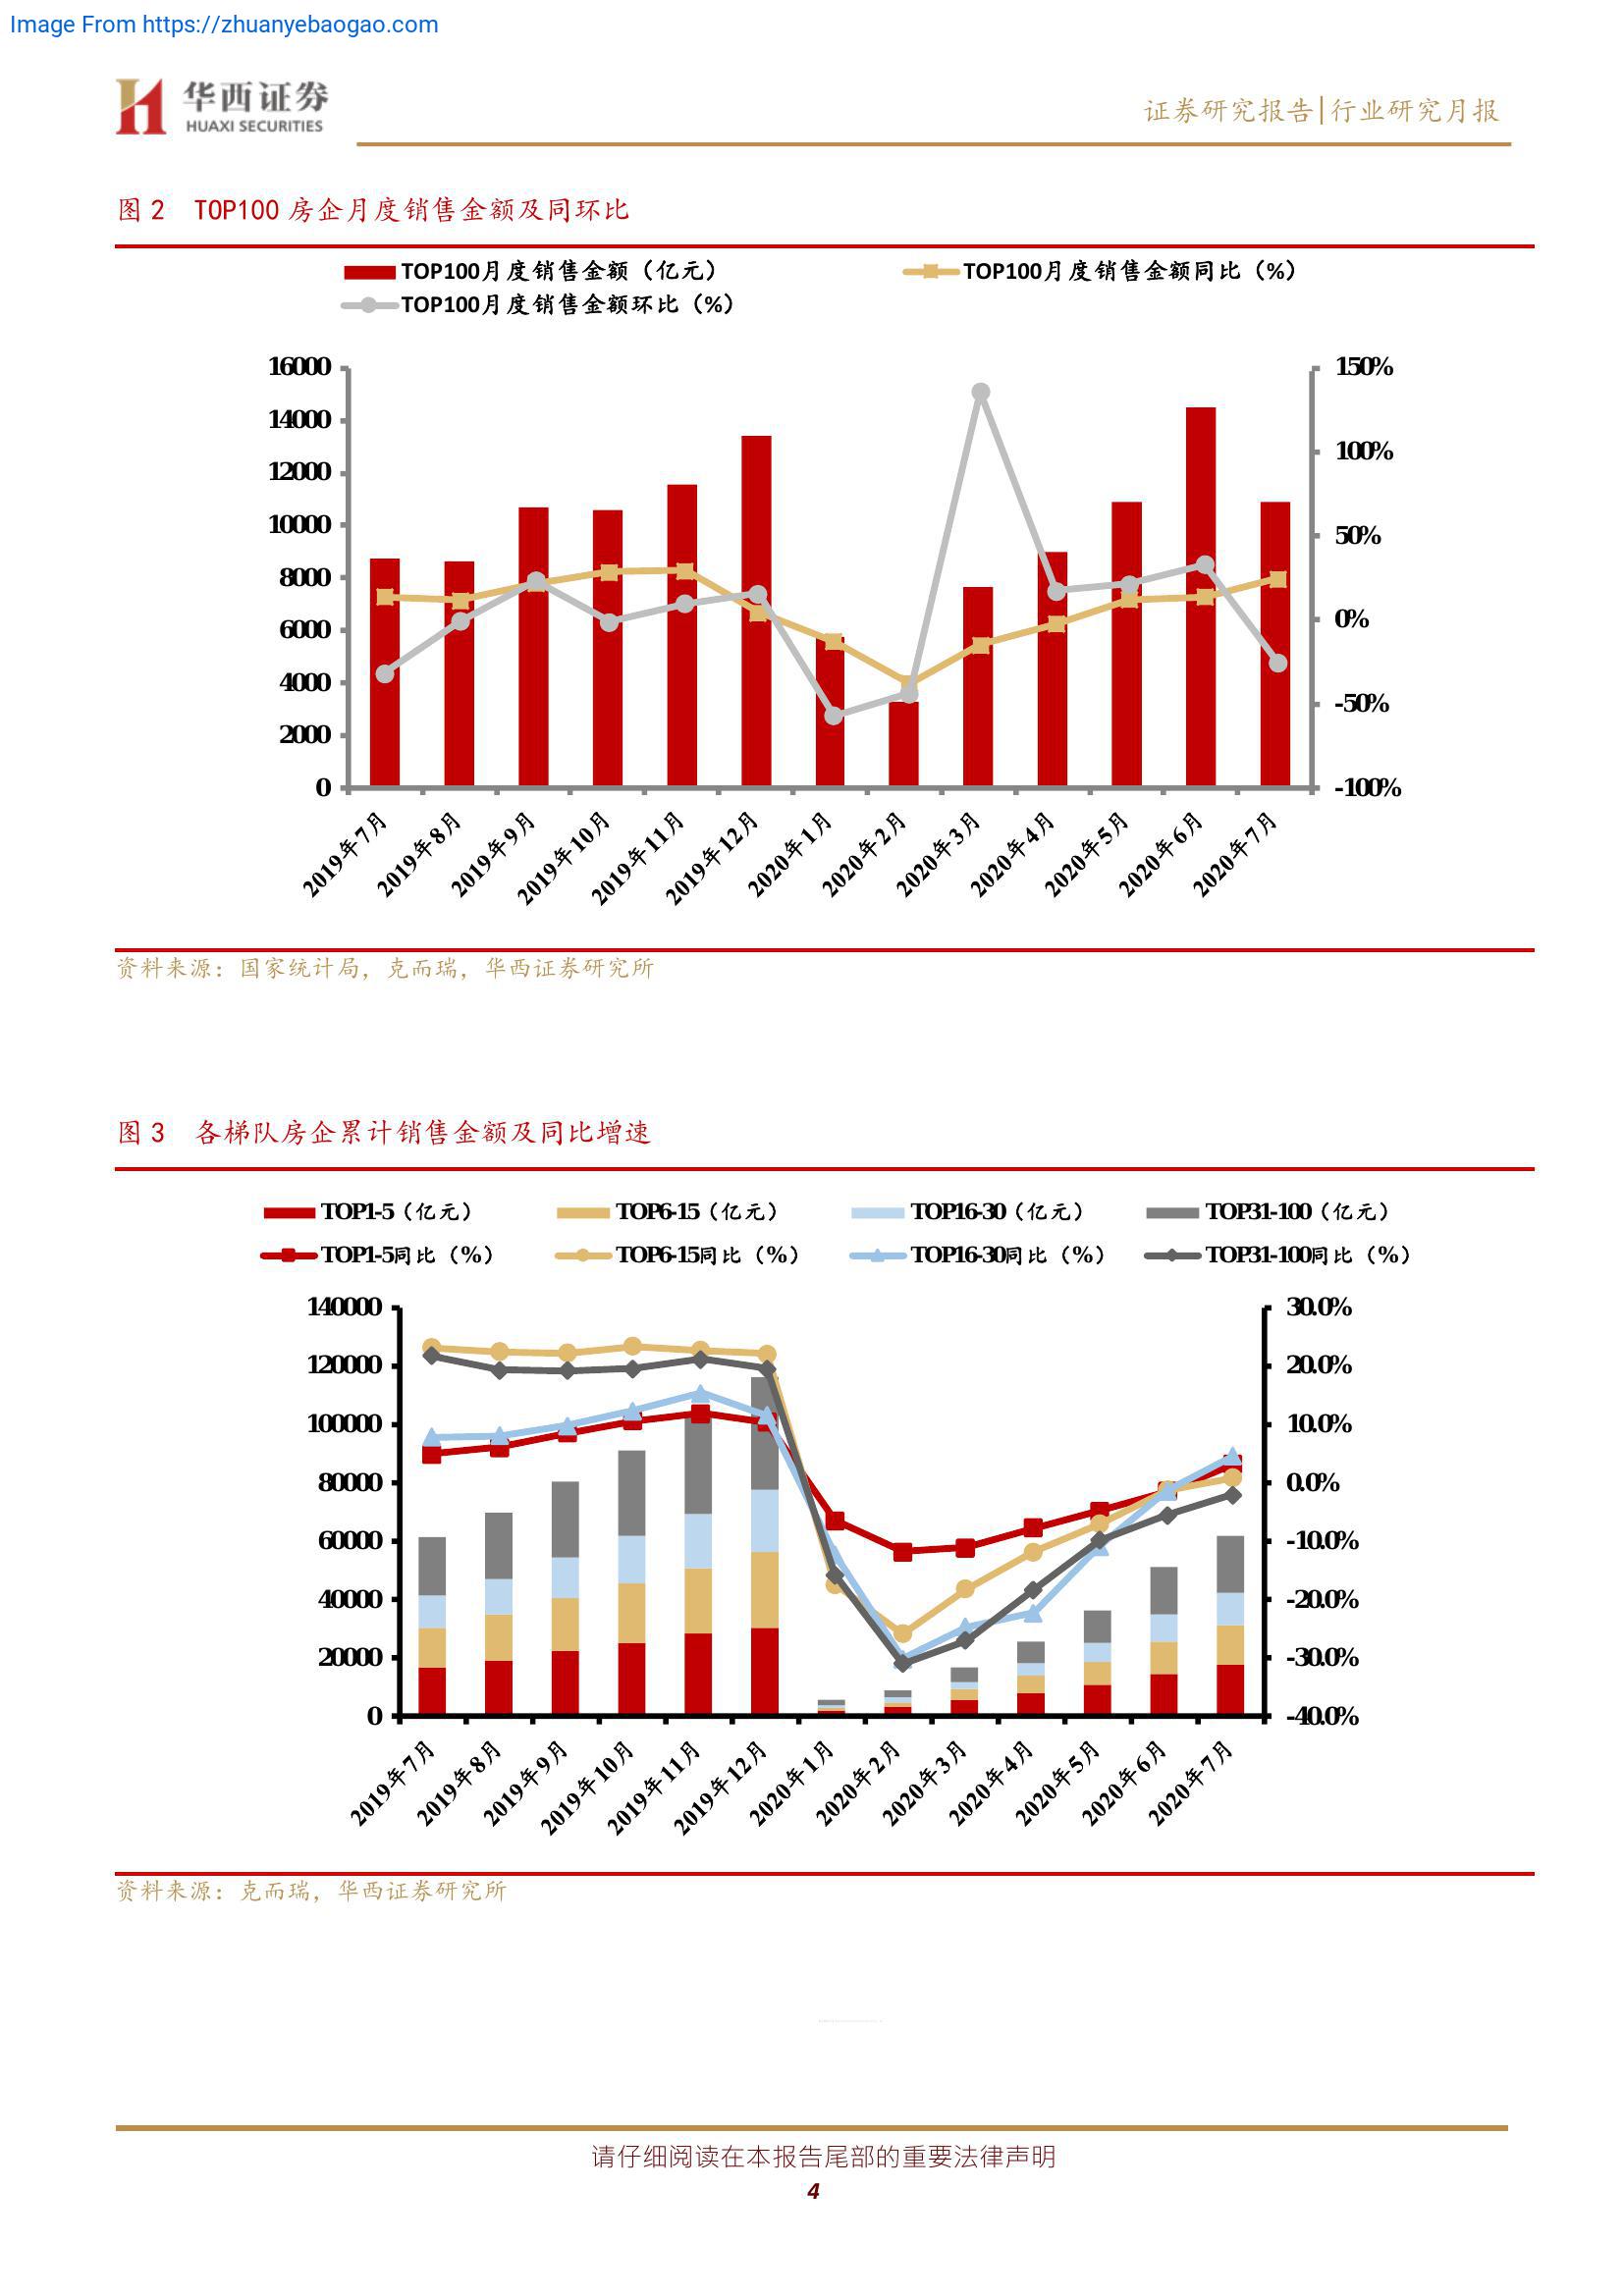 Image From https://zhuanyebaogao.com
华西证券
HUAXI SECURITIES
证券研究报告|行业研究月报
图 2 TOP100 房企月度销售金额及同环比
TOP100月度销售金额（亿元） TOP100月度销售金额同比（%）
TOP100月度销售金额环比（%）
16000 150%
14000
12000 100%
10000 50%
8000
6000 0%
4000
2000 -50%
0 -100%
2019年7月 2019年8月 2019年9月 2019年10月 2019年11月 2019年12月 2020年1月 2020年2月 2020年3月 2020年4月 2020年5月 2020年6月 2020年7月
资料来源：国家统计局，克而瑞，华西证券研究所
图 3 各梯队房企累计销售金额及同比增速
TOP1-5（亿元） TOP6-15（亿元） TOP16-30（亿元） TOP31-100（亿元）
TOP1-5同比（%） TOP6-15同比（%） TOP16-30同比（%） TOP31-100同比（%）
140000 30.0%
120000 20.0%
100000 10.0%
80000 0.0%
60000 -10.0%
40000 -20.0%
20000 -30.0%
0 -40.0%
2019年7月 2019年8月 2019年9月 2019年10月 2019年11月 2019年12月 2020年1月 2020年2月 2020年3月 2020年4月 2020年5月 2020年6月 2020年7月
资料来源：克而瑞，华西证券研究所
请仔细阅读在本报告尾部的重要法律声明
4